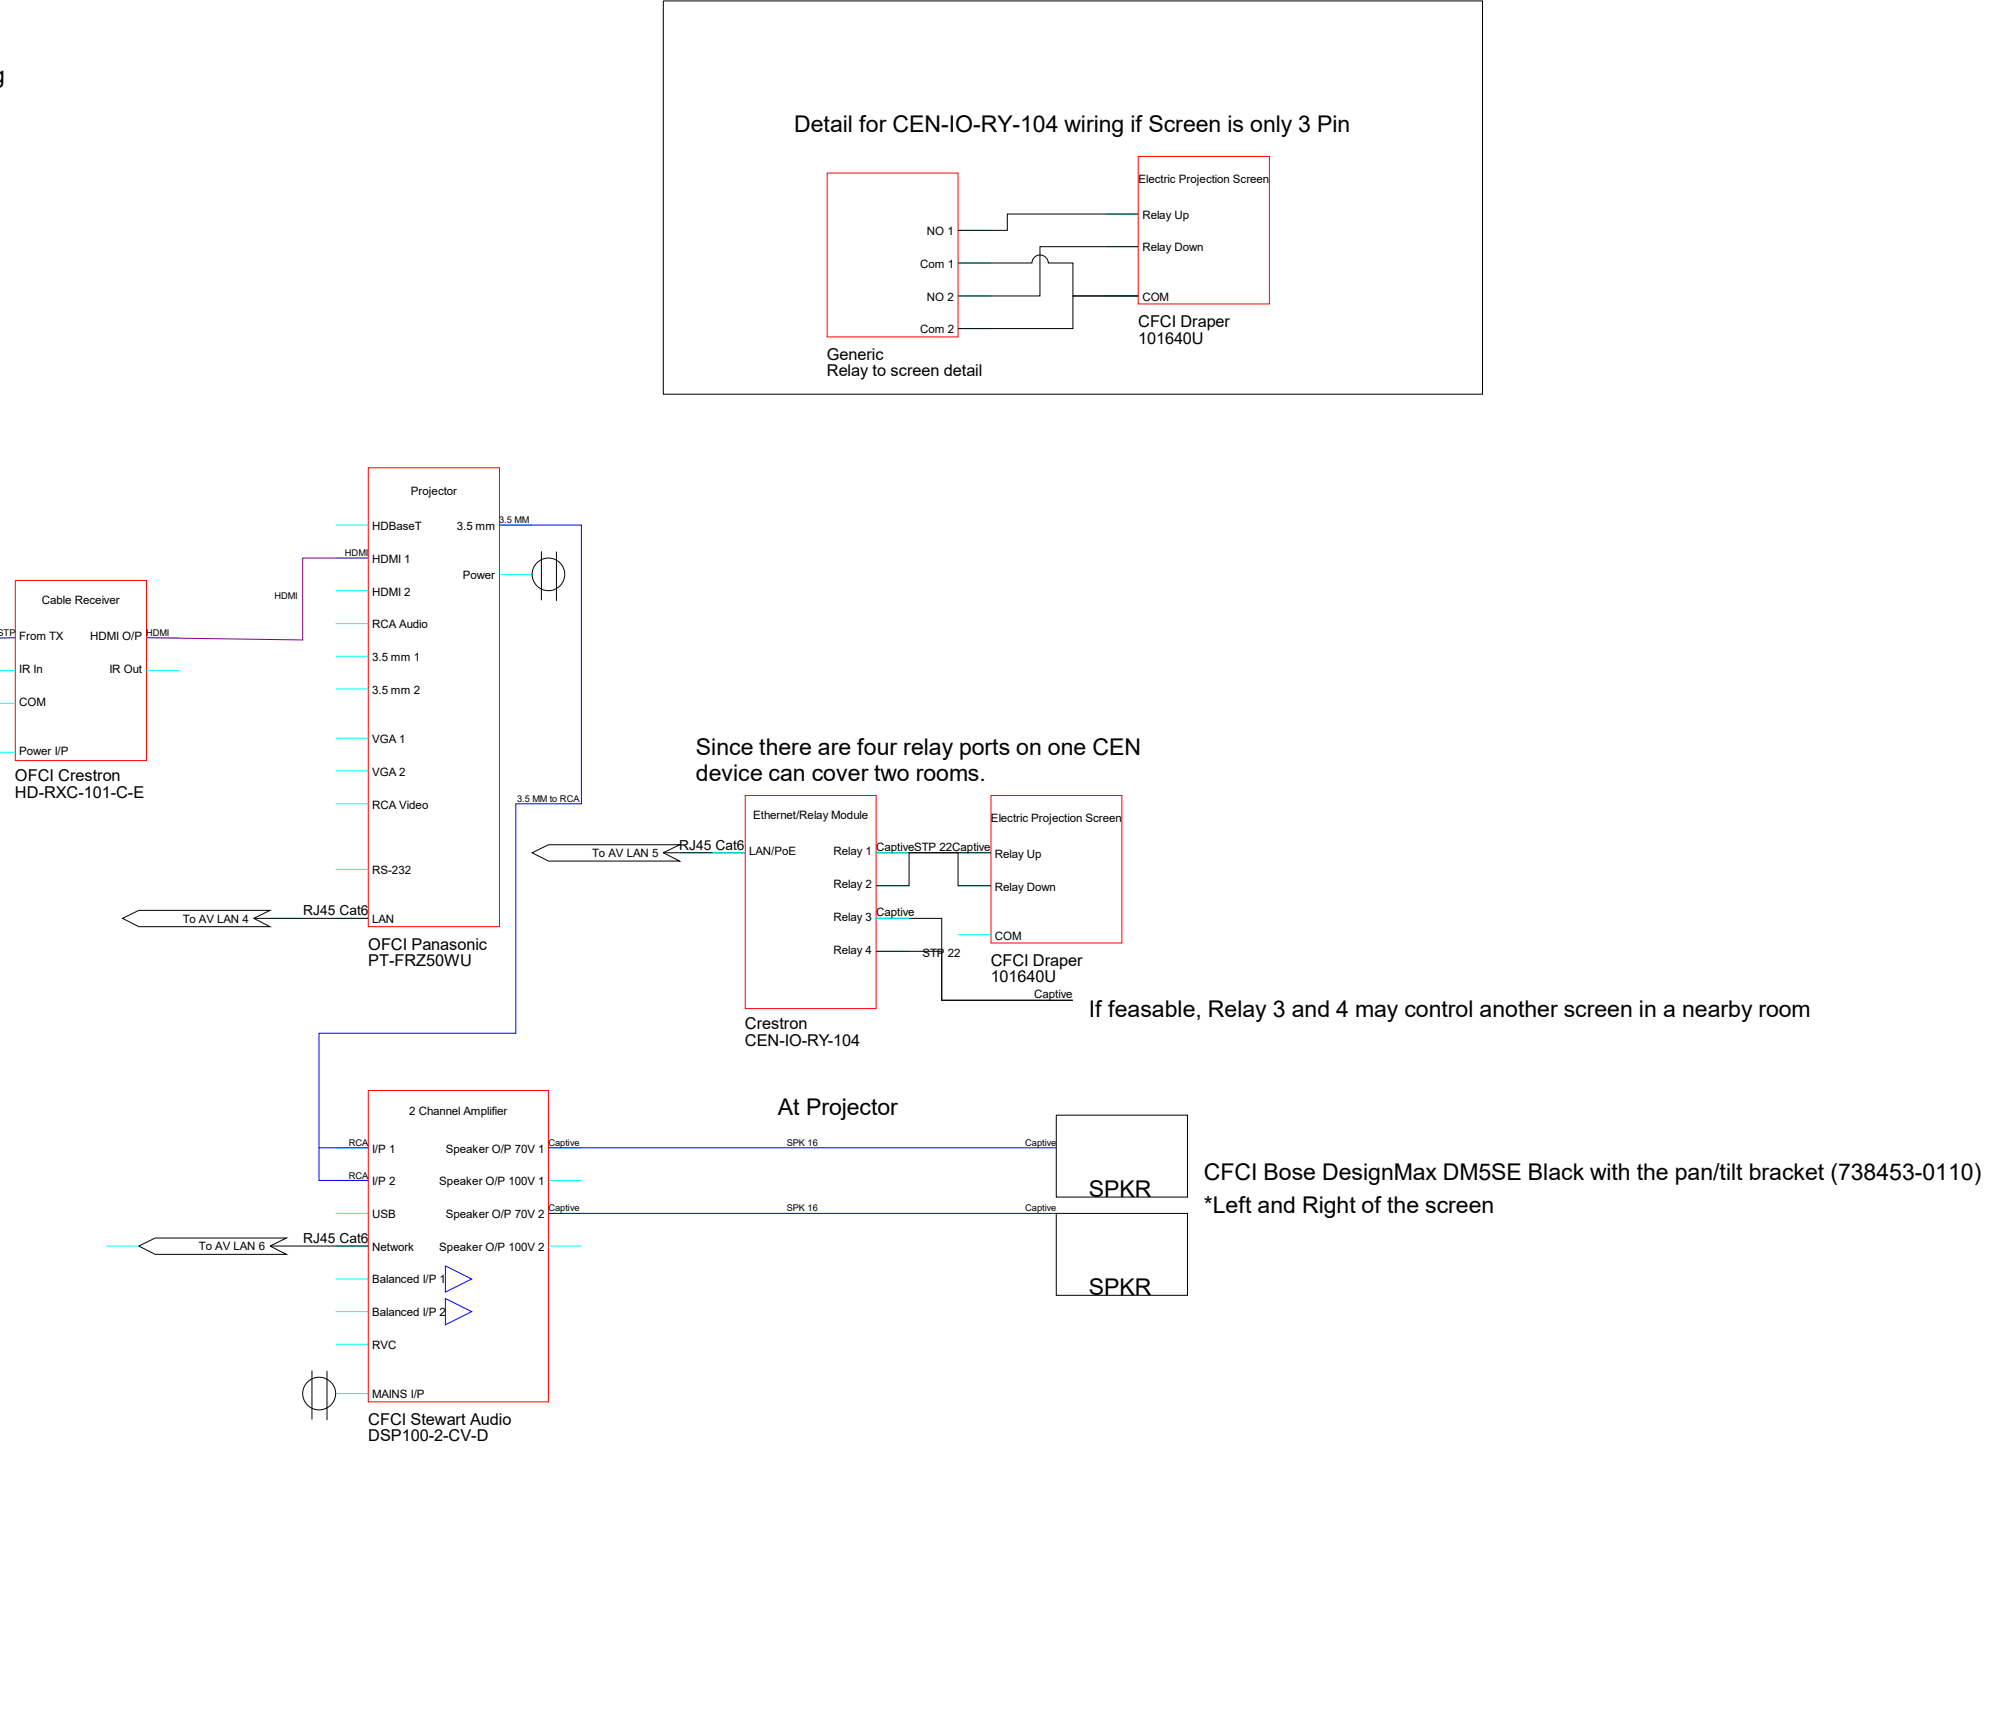 g
Detail for CEN-IO-RY-104 wiring if Screen is only 3 Pin
Electric Projection Screen
Relay Up
NO 1
Relay Down
Com 1
NO 2
COM
Com 2
CFCI Draper
101640U
Generic
Relay to screen detail
Projector
HDBaseT
3.5 mm
3.5 MM
HDMI
HDMI 1
Power
HDMI 2
HDMI
RCA Audio
3.5 mm 1
3.5 mm 2
VGA 1
VGA 2
RCA Video
RS-232
LAN
RJ45 Cat6
To AV LAN 4
OFCI Panasonic
PT-FRZ50WU
Cable Receiver
STP
From TX
HDMI O/P
HDMI
IR In
IR Out
COM
Power I/P
OFCI Crestron
HD-RXC-101-C-E
3.5 MM to RCA
Since there are four relay ports on one CEN
device can cover two rooms.
Ethernet/Relay Module
Electric Projection Screen
To AV LAN 5
RJ45 Cat6
LAN/PoE
Relay 1
Captive
STP 22
Captive
Relay Up
Relay 2
Relay Down
Relay 3
Captive
COM
Relay 4
STP 22
CFCI Draper
101640U
Captive
If feasable, Relay 3 and 4 may control another screen in a nearby room
Crestron
CEN-IO-RY-104
2 Channel Amplifier
At Projector
RCA
I/P 1
Speaker O/P 70V 1
Captive
SPK 16
Captive
RCA
I/P 2
Speaker O/P 100V 1
SPKR
USB
Speaker O/P 70V 2
Captive
SPK 16
Captive
To AV LAN 6
RJ45 Cat6
Network
Speaker O/P 100V 2
SPKR
Balanced I/P 1
Balanced I/P 2
RVC
MAINS I/P
CFCI Stewart Audio
DSP100-2-CV-D
CFCI Bose DesignMax DM5SE Black with the pan/tilt bracket (738453-0110)
*Left and Right of the screen